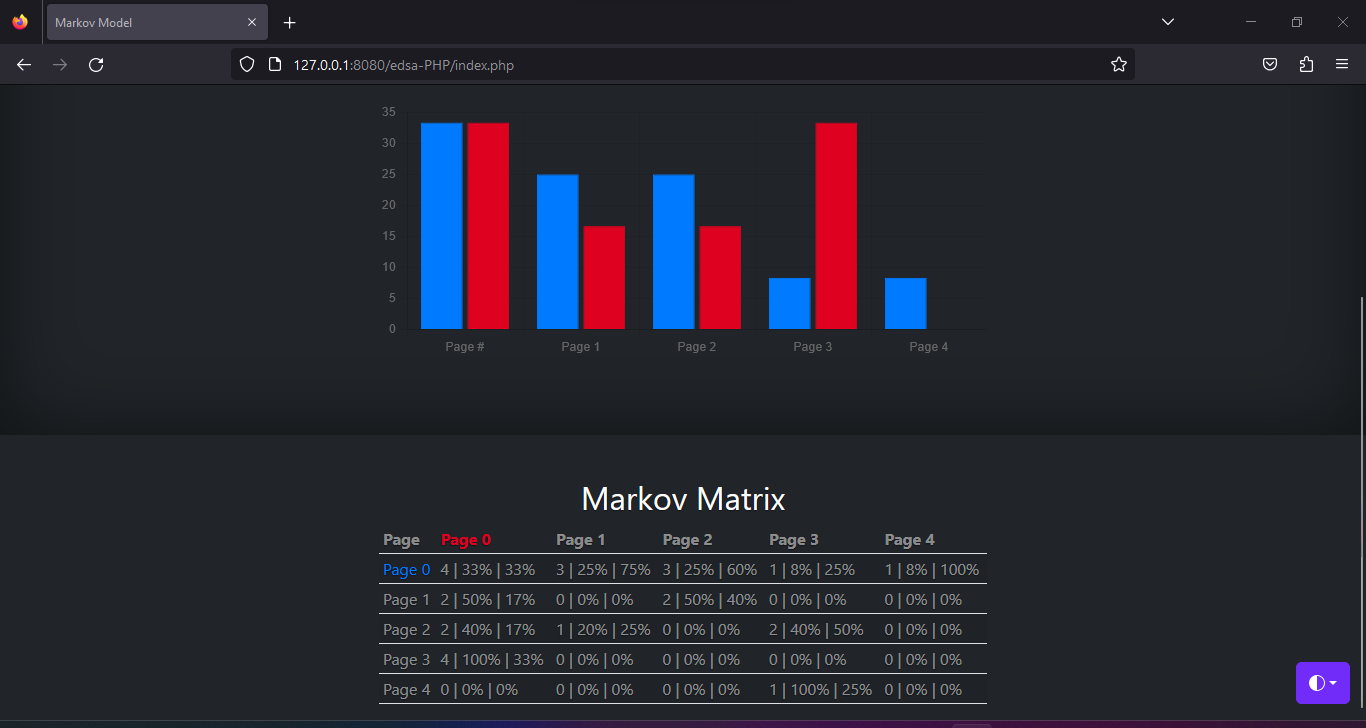 Markov Model
127.0.0.1:8080/edsa-PHP/index.php
35
30
25
20
15
10
5
0
Page # Page 1 Page 2 Page 3 Page 4
Markov Matrix
Page Page 0 Page 1 Page 2 Page 3 Page 4
Page 0 4 | 33% | 33% 3 | 25% | 75% 3 | 25% | 60% 1 | 8% | 25% 1 | 8% | 100%
Page 1 2 | 50% | 17% 0 | 0% | 0% 2 | 50% | 40% 0 | 0% | 0% 0 | 0% | 0%
Page 2 2 | 40% | 17% 1 | 20% | 25% 0 | 0% | 0% 2 | 40% | 50% 0 | 0% | 0%
Page 3 4 | 100% | 33% 0 | 0% | 0% 0 | 0% | 0% 0 | 0% | 0% 0 | 0% | 0%
Page 4 0 | 0% | 0% 0 | 0% | 0% 0 | 0% | 0% 1 | 100% | 25% 0 | 0% | 0%